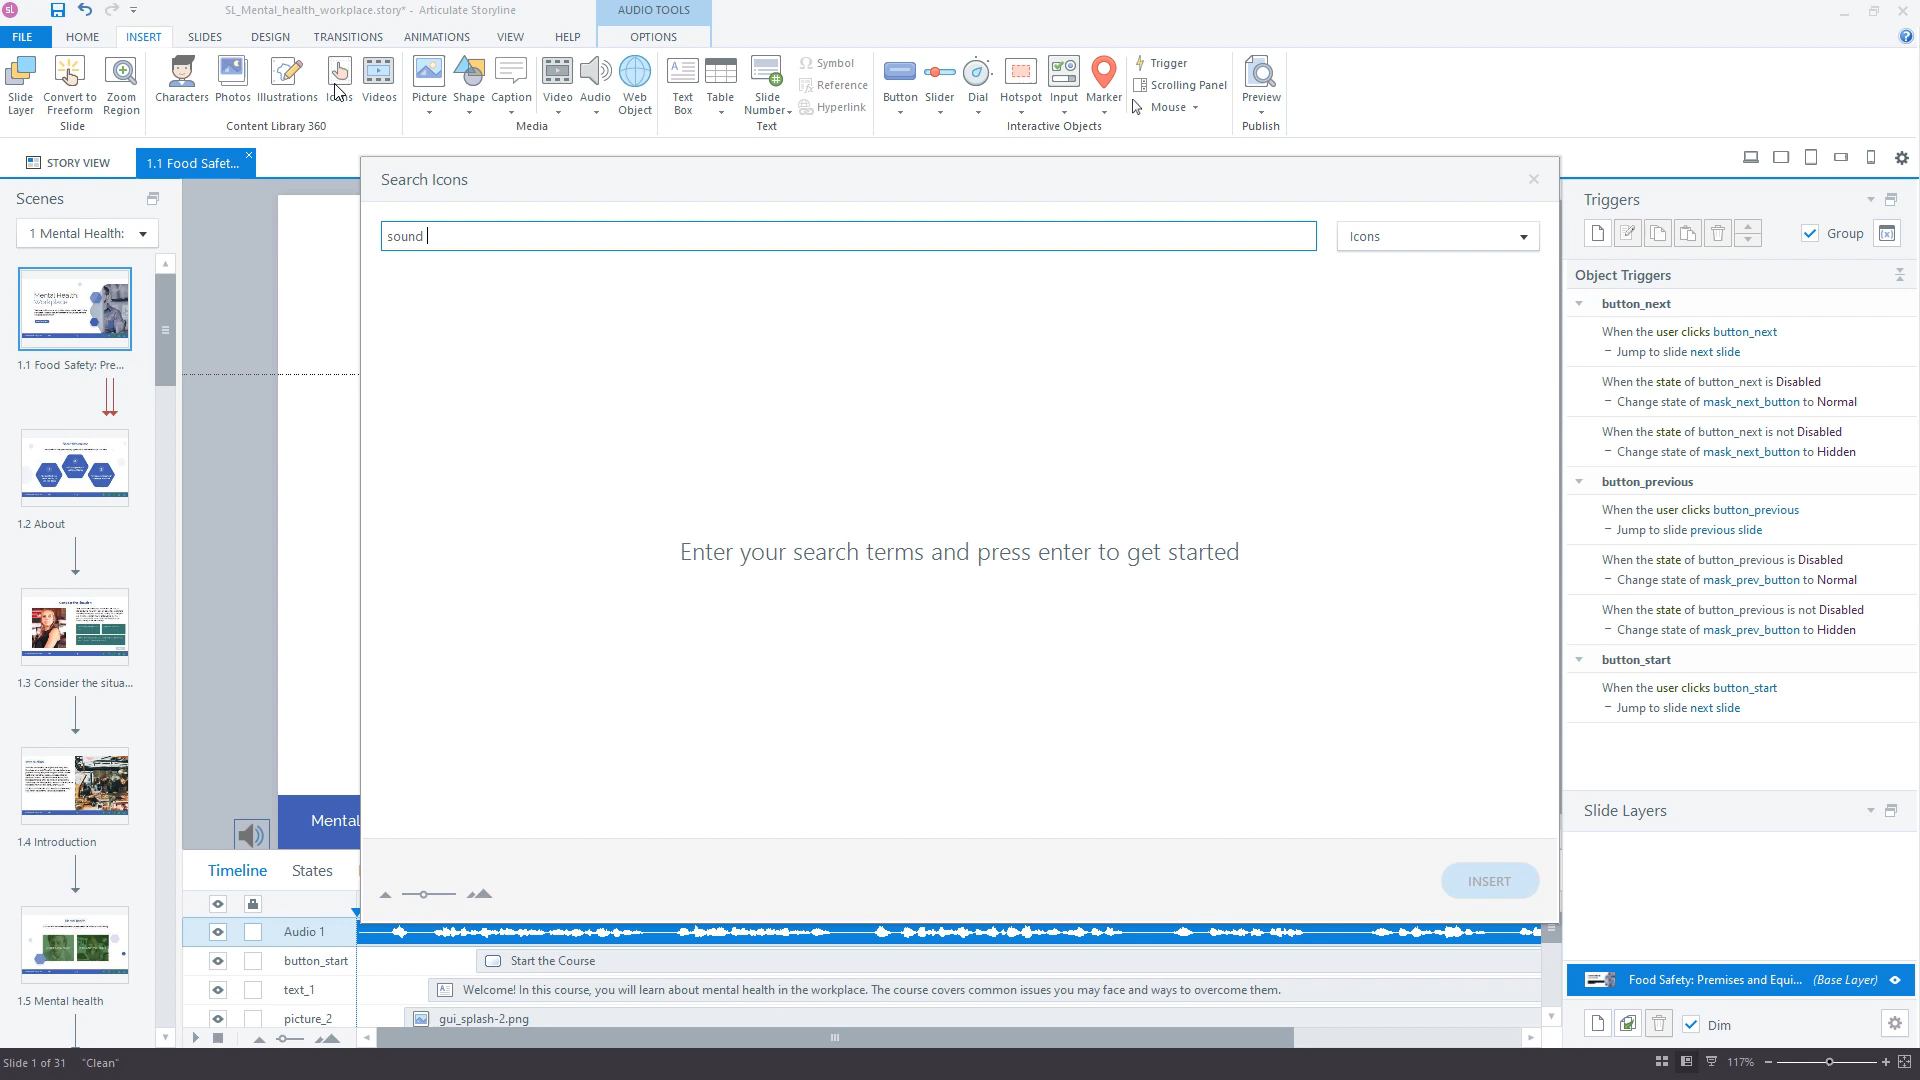 SL_Mental_health_workplace.story* - Articulate Storyline
AUDIO TOOLS
FILE HOME INSERT SLIDES DESIGN TRANSITIONS ANIMATIONS VIEW HELP OPTIONS
Slide Layer
Convert to Freeform
Zoom Region
Slide
Characters
Photos
Illustrations
Icons
Videos
Content Library 360
Picture
Shape
Caption
Video
Audio
Web Object
Media
Text Box
Table
Slide Number
Symbol
Reference
Hyperlink
Text
Button
Slider
Dial
Hotspot
Input
Marker
Trigger
Scrolling Panel
Mouse
Interactive Objects
Preview
Publish
STORY VIEW
1.1 Food Safet...
Scenes
1 Mental Health:
Mental Health:
Workplace
1.1 Food Safety: Pre...
1.2 About
1.3 Consider the situa...
1.4 Introduction
1.5 Mental health
Search Icons
sound
Icons
Enter your search terms and press enter to get started
INSERT
Mental
Timeline
States
Audio 1
button_start
Start the Course
text_1
Welcome! In this course, you will learn about mental health in the workplace. The course covers common issues you may face and ways to overcome them.
picture_2
gui_splash-2.png
Triggers
Group
Object Triggers
button_next
When the user clicks button_next
- Jump to slide next slide
When the state of button_next is Disabled
- Change state of mask_next_button to Normal
When the state of button_next is not Disabled
- Change state of mask_next_button to Hidden
button_previous
When the user clicks button_previous
- Jump to slide previous slide
When the state of button_previous is Disabled
- Change state of mask_prev_button to Normal
When the state of button_previous is not Disabled
- Change state of mask_prev_button to Hidden
button_start
When the user clicks button_start
- Jump to slide next slide
Slide Layers
Food Safety: Premises and Equi... (Base Layer)
Dim
Slide 1 of 31 "Clean"
117%